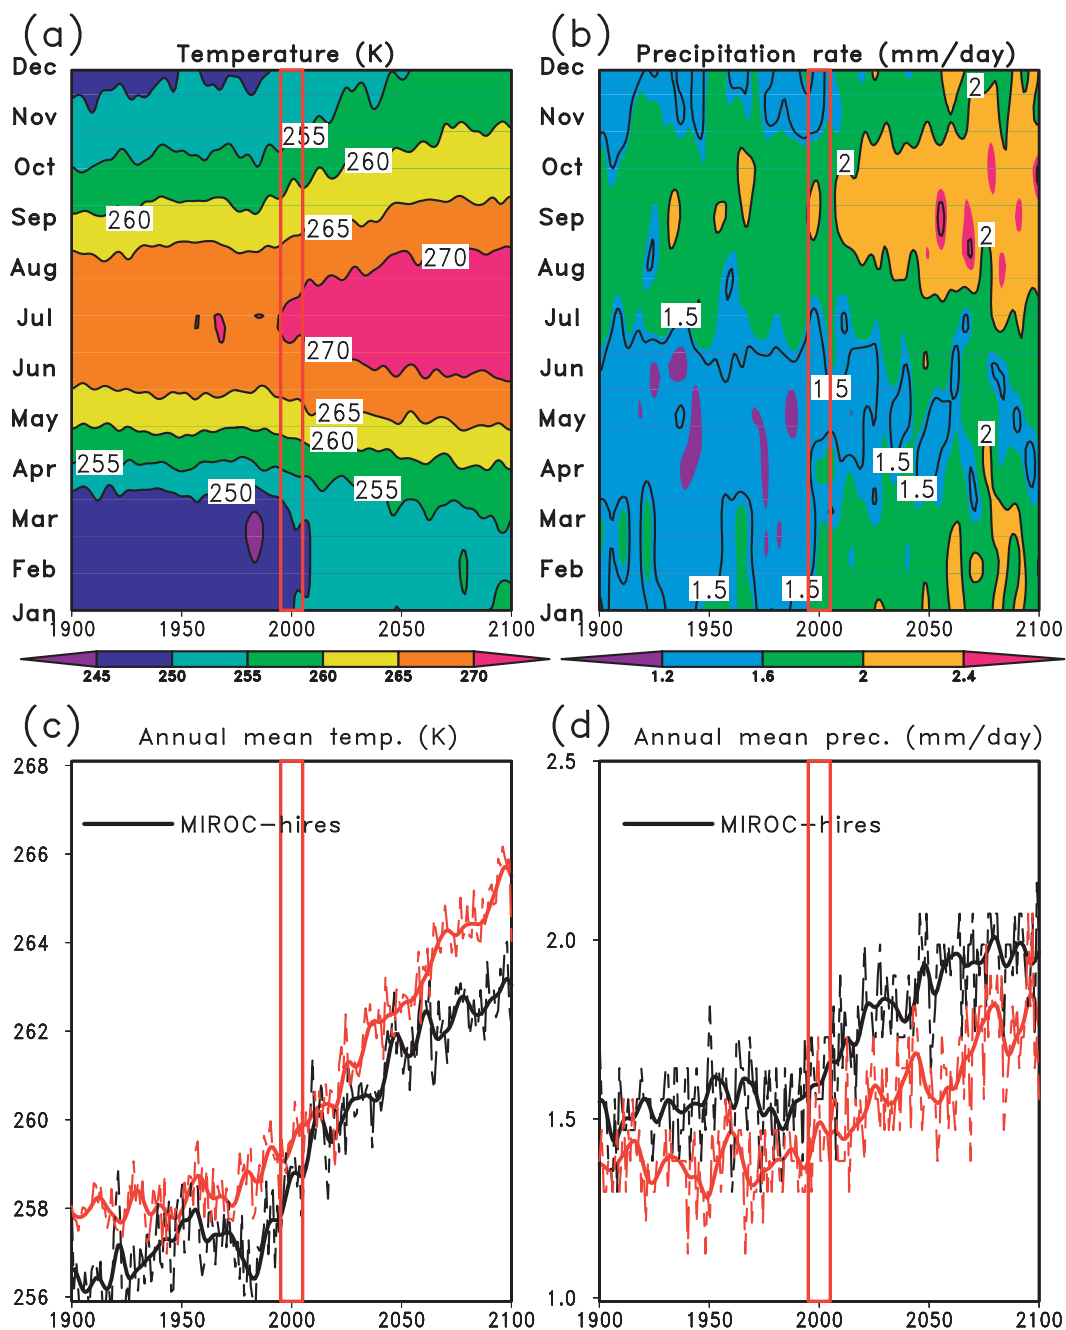 (a)
Temperature (K)
Dec
Nov
Oct
Sep
Aug
Jul
Jun
May
Apr
Mar
Feb
Jan
255
260
260
265
270
270
265
260
255
250
255
1900
1950
2000
2050
2100
245
250
255
260
265
270
(b)
Precipitation rate (mm/day)
Dec
Nov
Oct
Sep
Aug
Jul
Jun
May
Apr
Mar
Feb
Jan
2
2
2
1.5
1.5
2
1.5
1.5
1.5
1.5
1900
1950
2000
2050
2100
1.2
1.6
2
2.4
(c)
Annual mean temp. (K)
268
266
264
262
260
258
256
MIROC-hires
1900
1950
2000
2050
2100
(d)
Annual mean prec. (mm/day)
2.5
2.0
1.5
1.0
MIROC-hires
1900
1950
2000
2050
2100